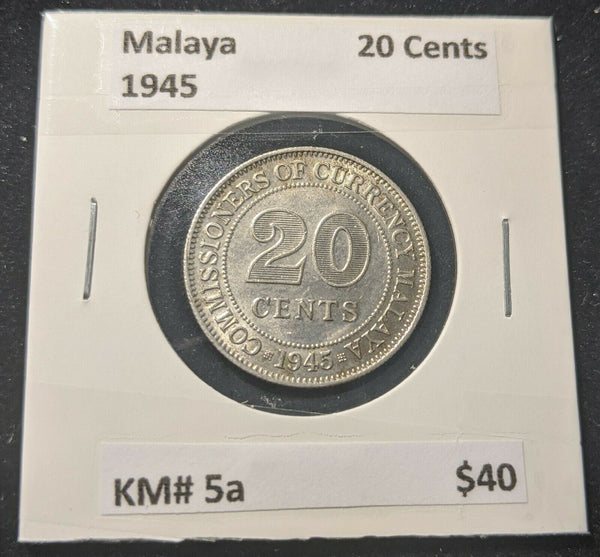 Malaya 20 Cents
1945
COMMISSIONERS OF CURRENCY MALAYA
20
CENTS
1945
KM# 5a $40